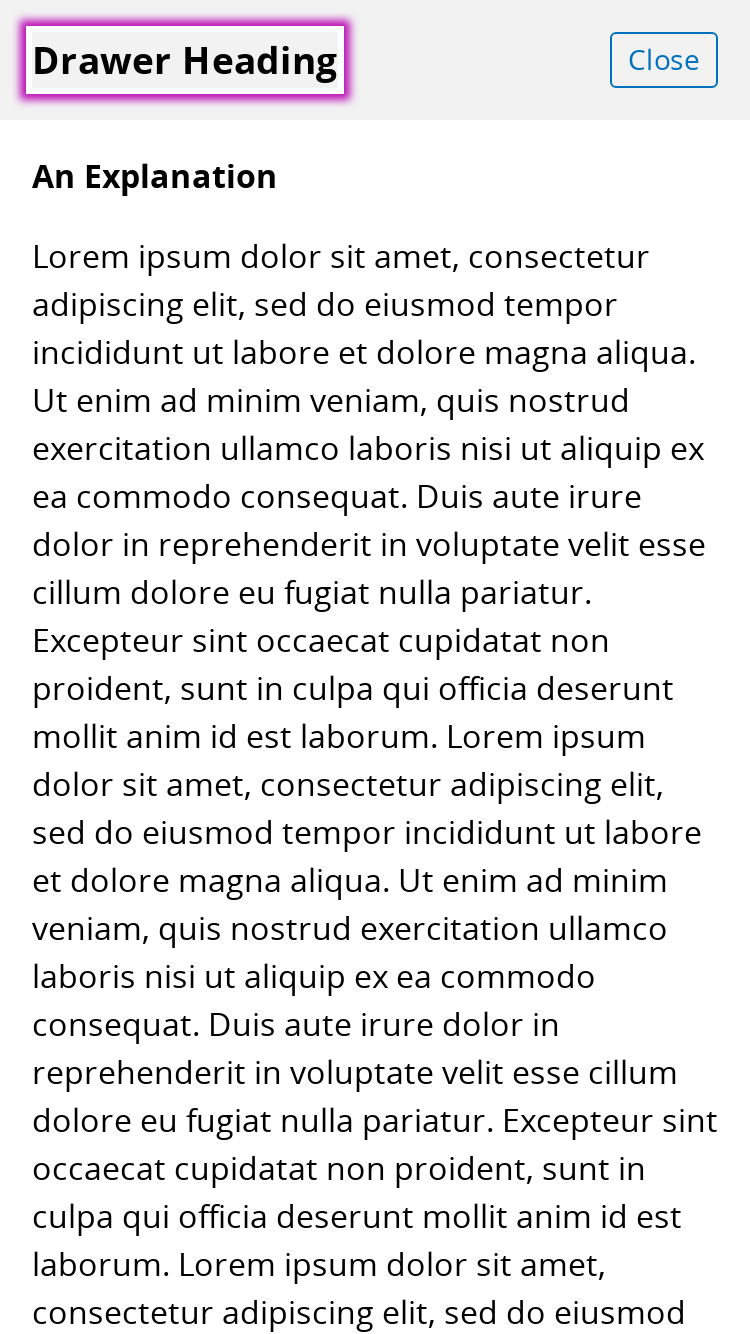 Drawer Heading
Close
An Explanation
Lorem ipsum dolor sit amet, consectetur
adipiscing elit, sed do eiusmod tempor
incididunt ut labore et dolore magna aliqua.
Ut enim ad minim veniam, quis nostrud
exercitation ullamco laboris nisi ut aliquip ex
ea commodo consequat. Duis aute irure
dolor in reprehenderit in voluptate velit esse
cillum dolore eu fugiat nulla pariatur.
Excepteur sint occaecat cupidatat non
proident, sunt in culpa qui officia deserunt
mollit anim id est laborum. Lorem ipsum
dolor sit amet, consectetur adipiscing elit,
sed do eiusmod tempor incididunt ut labore
et dolore magna aliqua. Ut enim ad minim
veniam, quis nostrud exercitation ullamco
laboris nisi ut aliquip ex ea commodo
consequat. Duis aute irure dolor in
reprehenderit in voluptate velit esse cillum
dolore eu fugiat nulla pariatur. Excepteur sint
occaecat cupidatat non proident, sunt in
culpa qui officia deserunt mollit anim id est
laborum. Lorem ipsum dolor sit amet,
consectetur adipiscing elit, sed do eiusmod